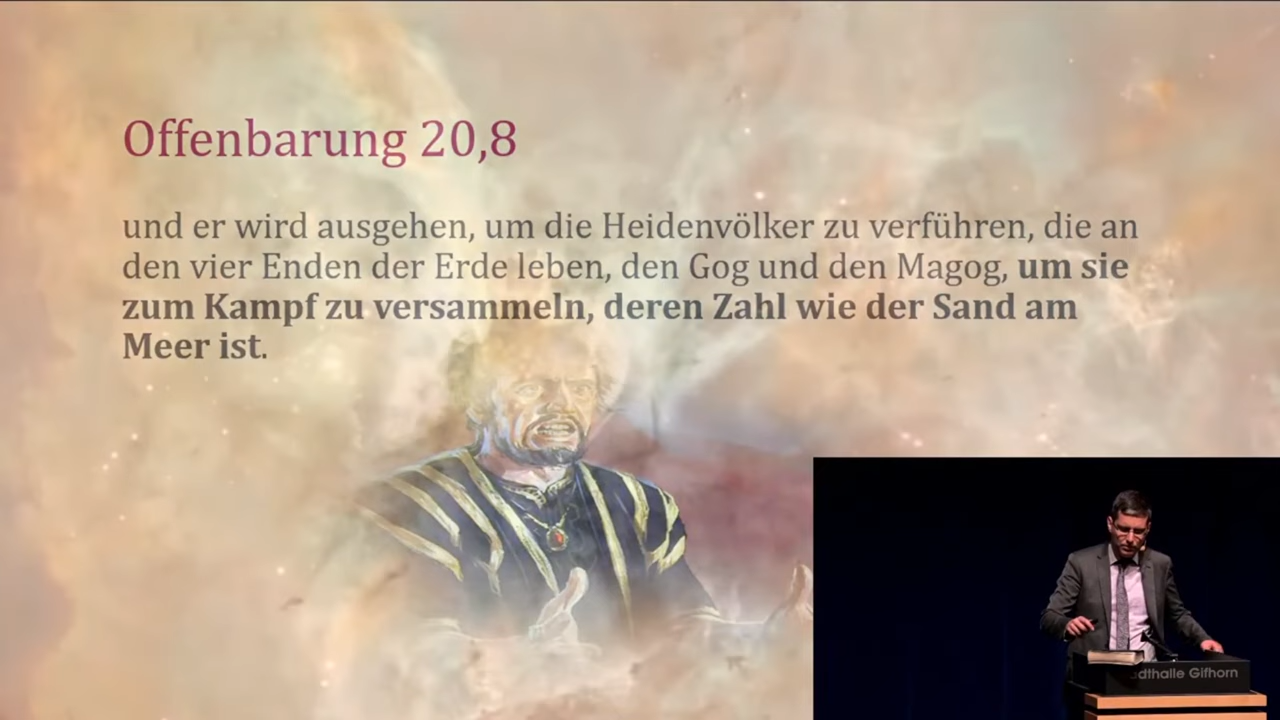 Offenbarung 20,8
und er wird ausgehen, um die Heidenvölker zu verführen, die an
den vier Enden der Erde leben, den Gog und den Magog, um sie
zum Kampf zu versammeln, deren Zahl wie der Sand am
Meer ist.
dthalle Gifhorn